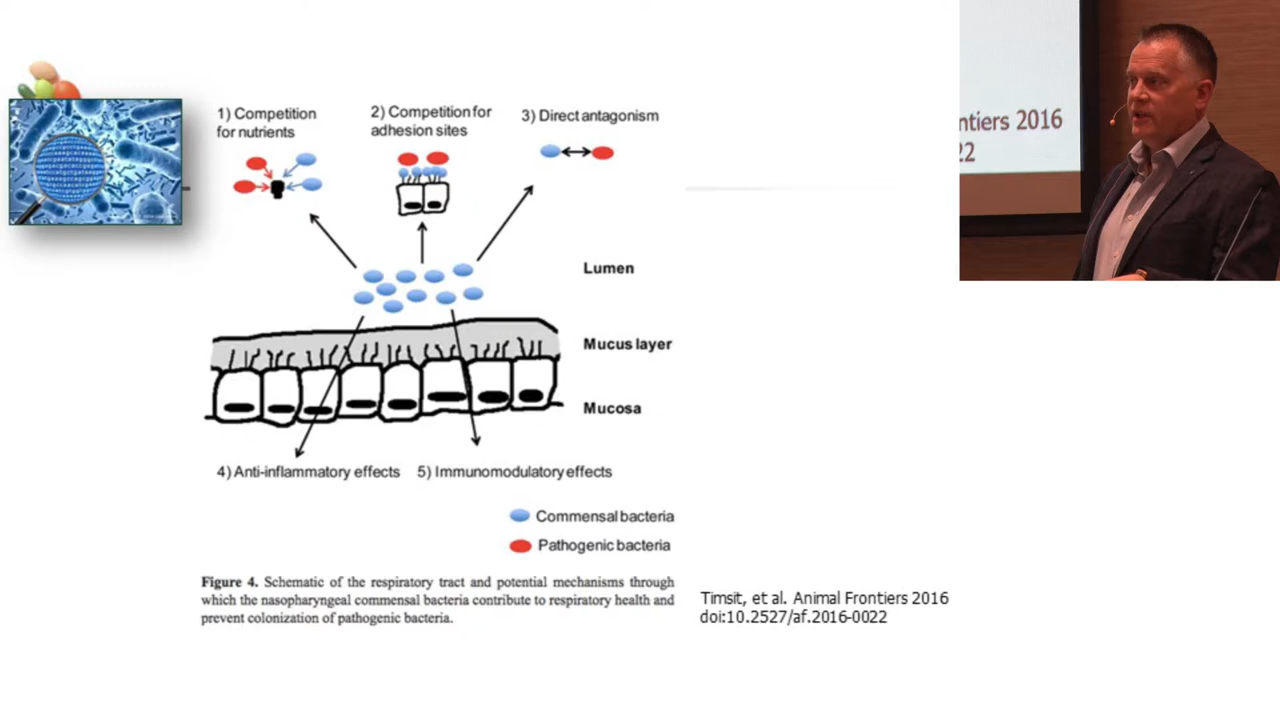 1) Competition
for nutrients
2) Competition for
adhesion sites
3) Direct antagonism
Lumen
Mucus layer
Mucosa
4) Anti-inflammatory effects
5) Immunomodulatory effects
Commensal bacteria
Pathogenic bacteria
Figure 4. Schematic of the respiratory tract and potential mechanisms through
which the nasopharyngeal commensal bacteria contribute to respiratory health and
prevent colonization of pathogenic bacteria.
Timsit, et al. Animal Frontiers 2016
doi:10.2527/af.2016-0022
ntiers 2016
22